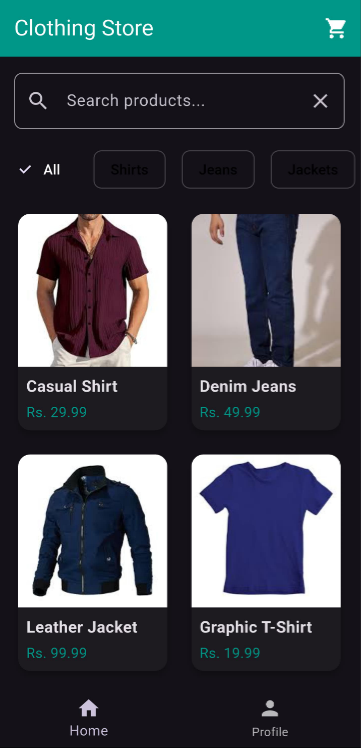 Clothing Store
Search products...
All Shirts Jeans Jackets
Casual Shirt Denim Jeans
Rs. 29.99 Rs. 49.99
Leather Jacket Graphic T-Shirt
Rs. 99.99 Rs. 19.99
Home Profile